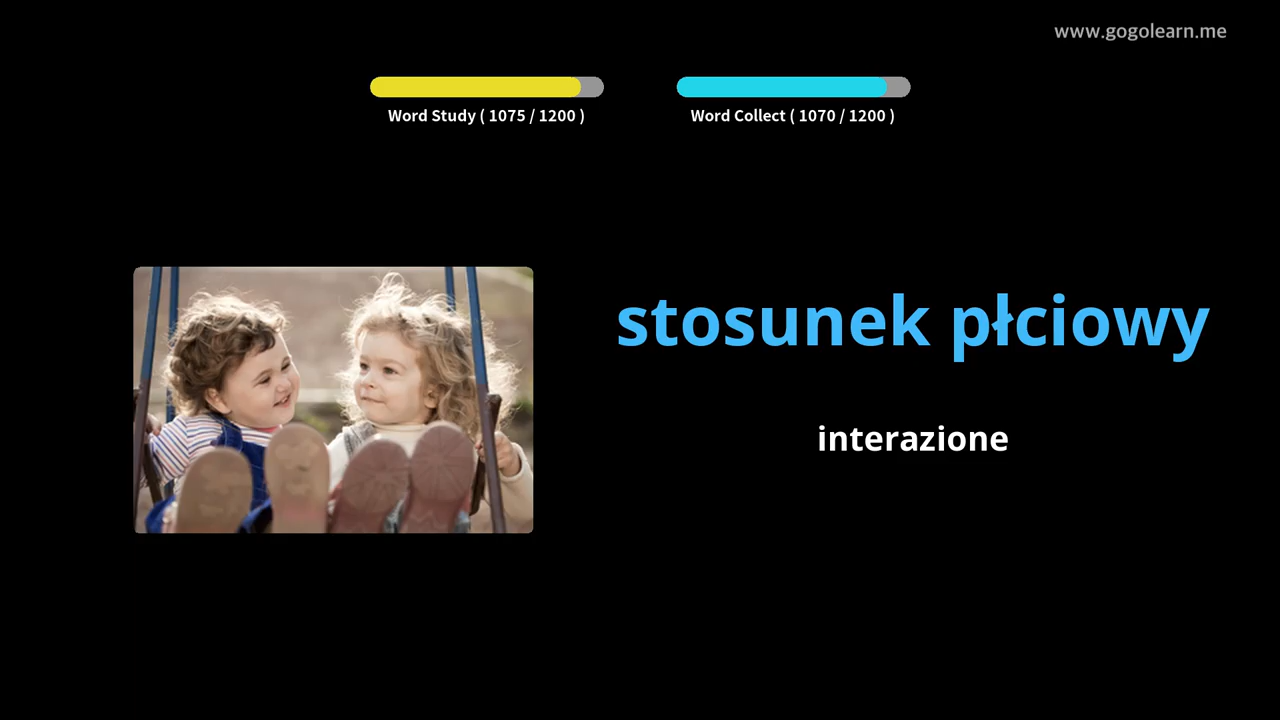 www.gogolearn.me
Word Study ( 1075 / 1200 )
Word Collect ( 1070 / 1200 )
stosunek płciowy
interazione